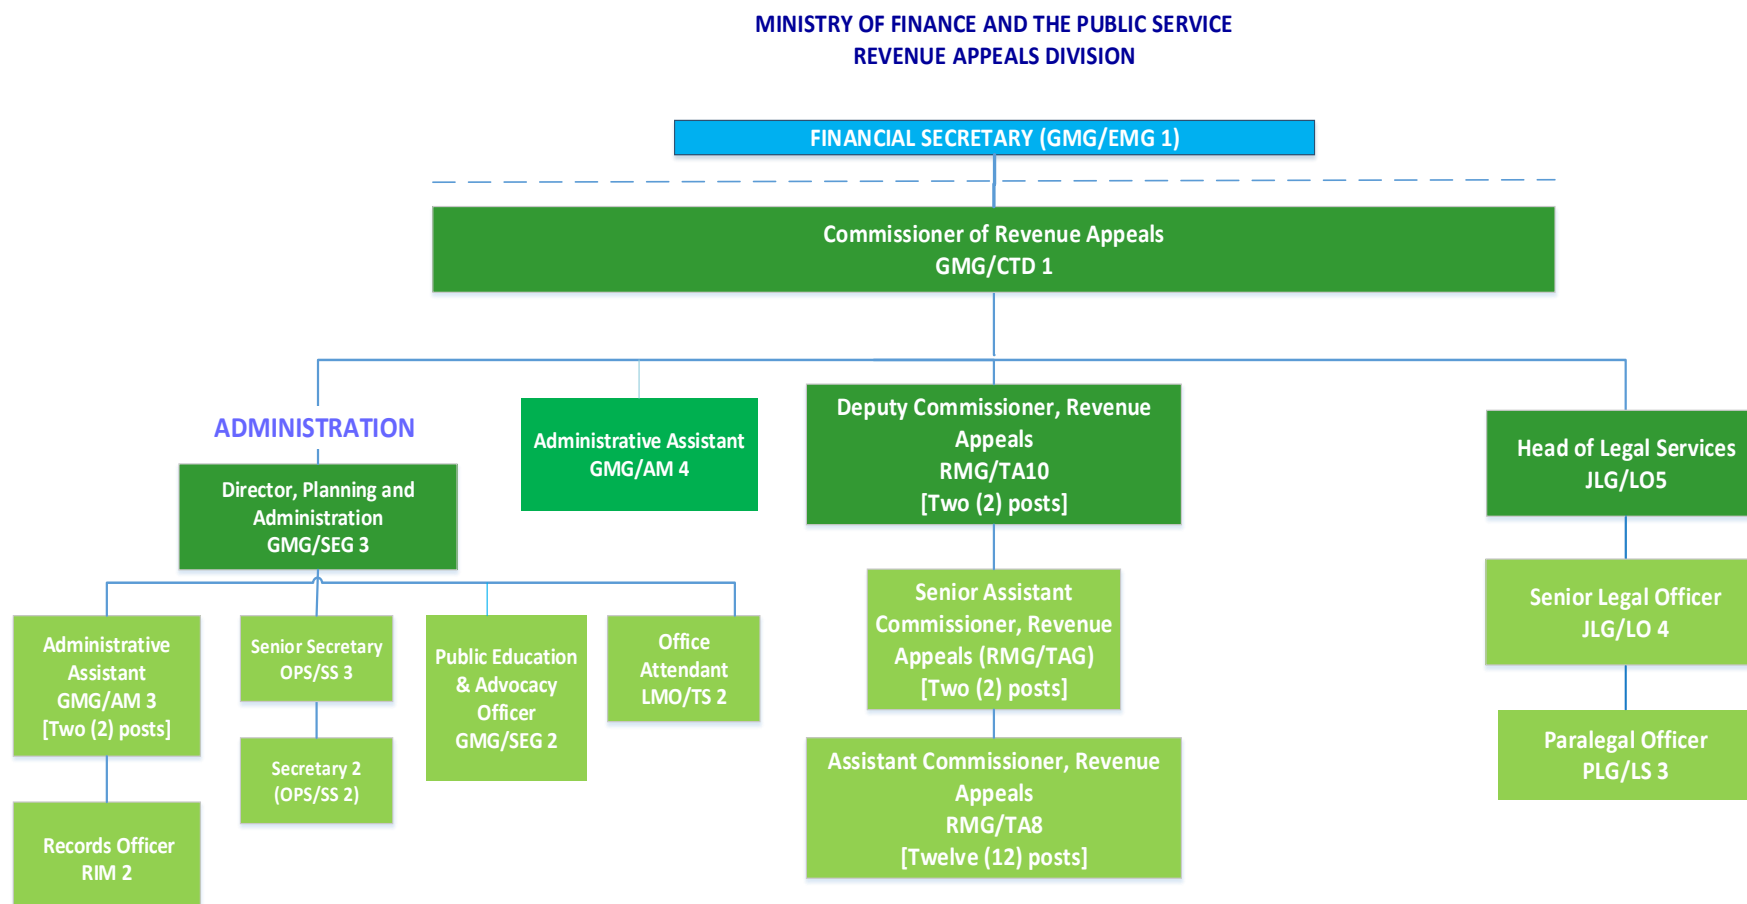 MINISTRY OF FINANCE AND THE PUBLIC SERVICE
REVENUE APPEALS DIVISION
FINANCIAL SECRETARY (GMG/EMG 1)
Commissioner of Revenue Appeals
GMG/CTD 1
ADMINISTRATION
Director, Planning and
Administration
GMG/SEG 3
Administrative Assistant
GMG/AM 4
Deputy Commissioner, Revenue
Appeals
RMG/TA10
[Two (2) posts]
Head of Legal Services
JLG/LO5
Administrative
Assistant
GMG/AM 3
[Two (2) posts]
Senior Secretary
OPS/SS 3
Public Education
& Advocacy
Officer
GMG/SEG 2
Office
Attendant
LMO/TS 2
Senior Assistant
Commissioner, Revenue
Appeals (RMG/TAG)
[Two (2) posts]
Senior Legal Officer
JLG/LO 4
Records Officer
RIM 2
Secretary 2
(OPS/SS 2)
Assistant Commissioner, Revenue
Appeals
RMG/TA8
[Twelve (12) posts]
Paralegal Officer
PLG/LS 3